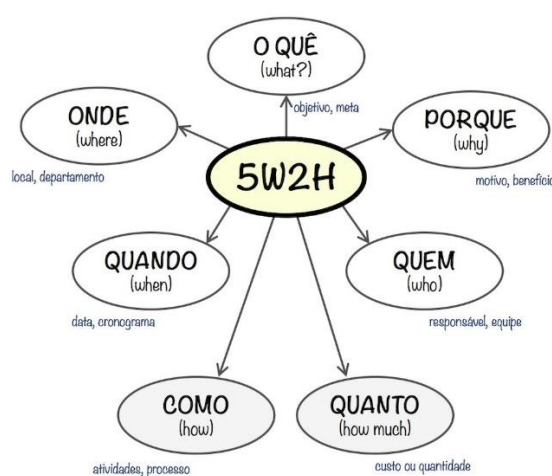 O QUÊ
(what?)
objetivo, meta
ONDE
(where)
local, departamento
PORQUE
(why)
motivo, benefício
5W2H
QUANDO
(when)
data, cronograma
QUEM
(who)
responsável, equipe
COMO
(how)
atividades, processo
QUANTO
(how much)
custo ou quantidade